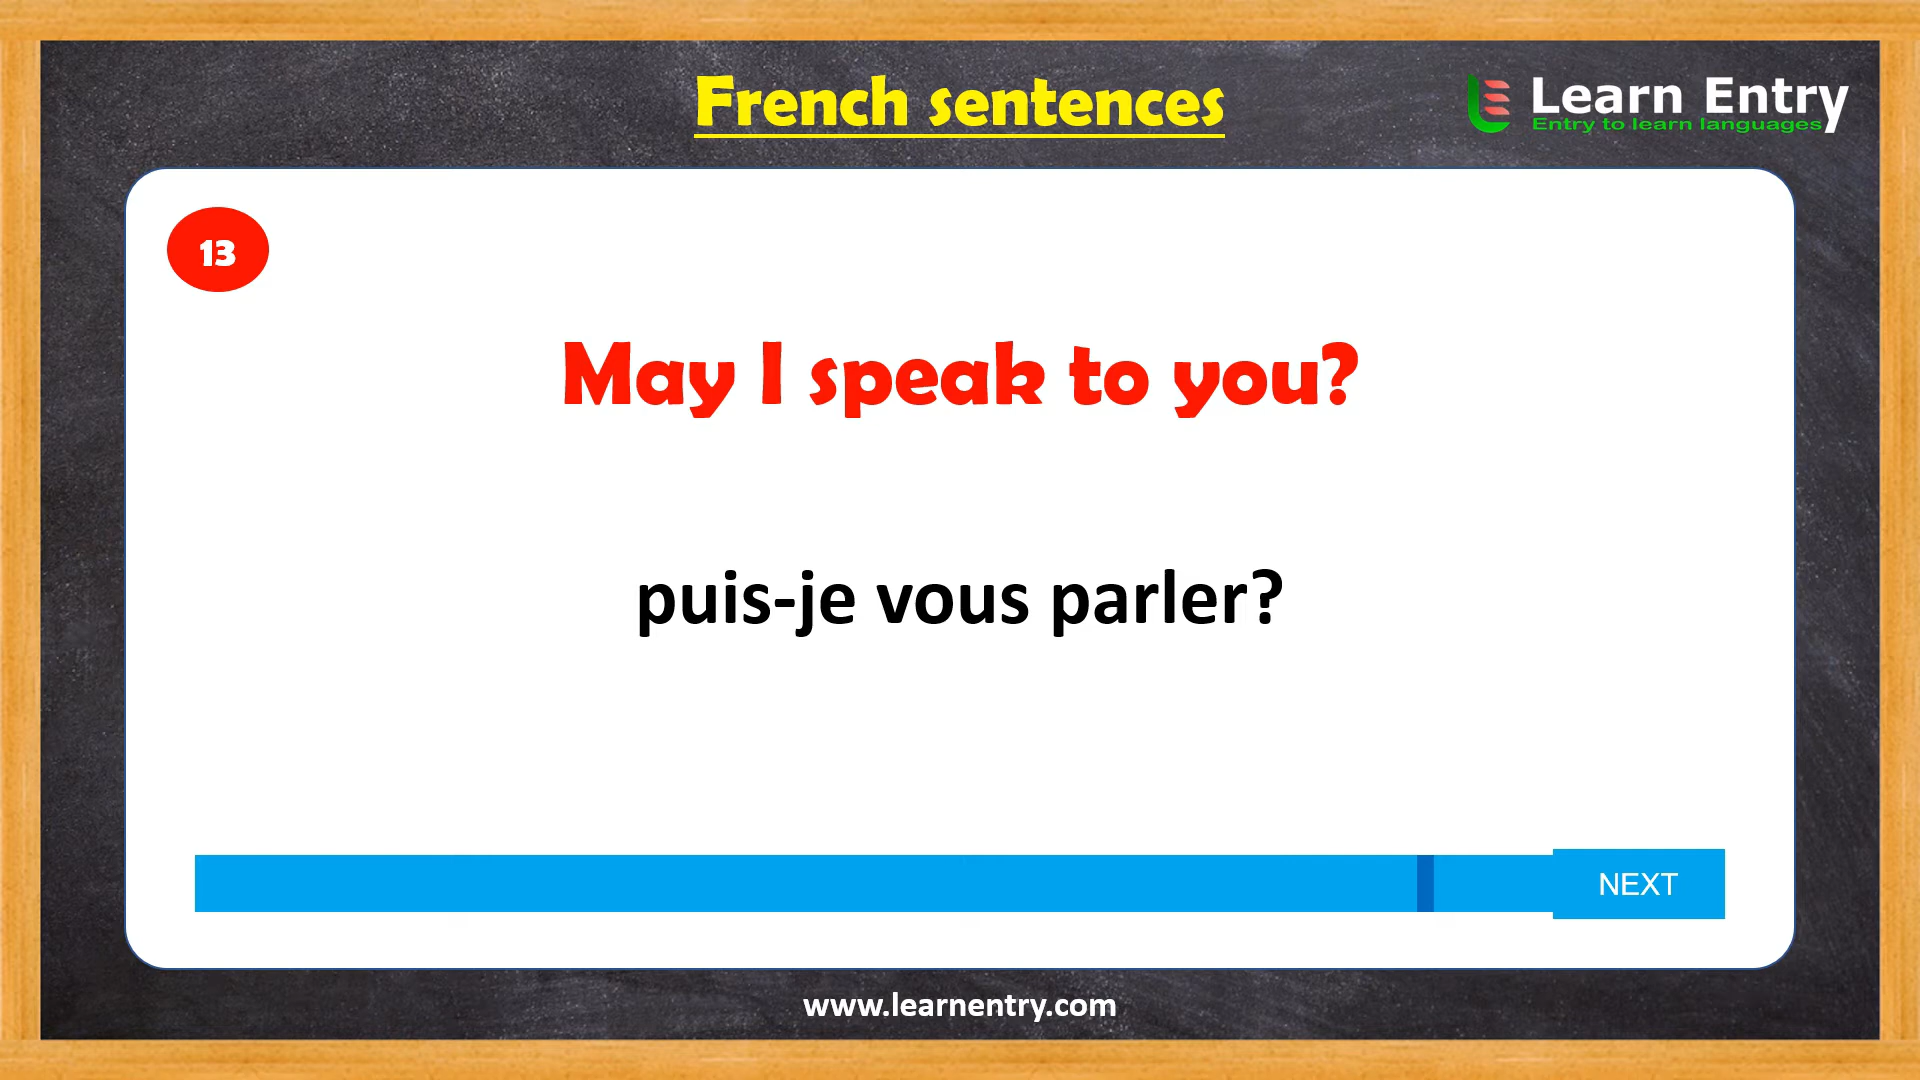 French sentences
Learn Entry
Entry to learn languages
13
May I speak to you?
puis-je vous parler?
NEXT
www.learnentry.com